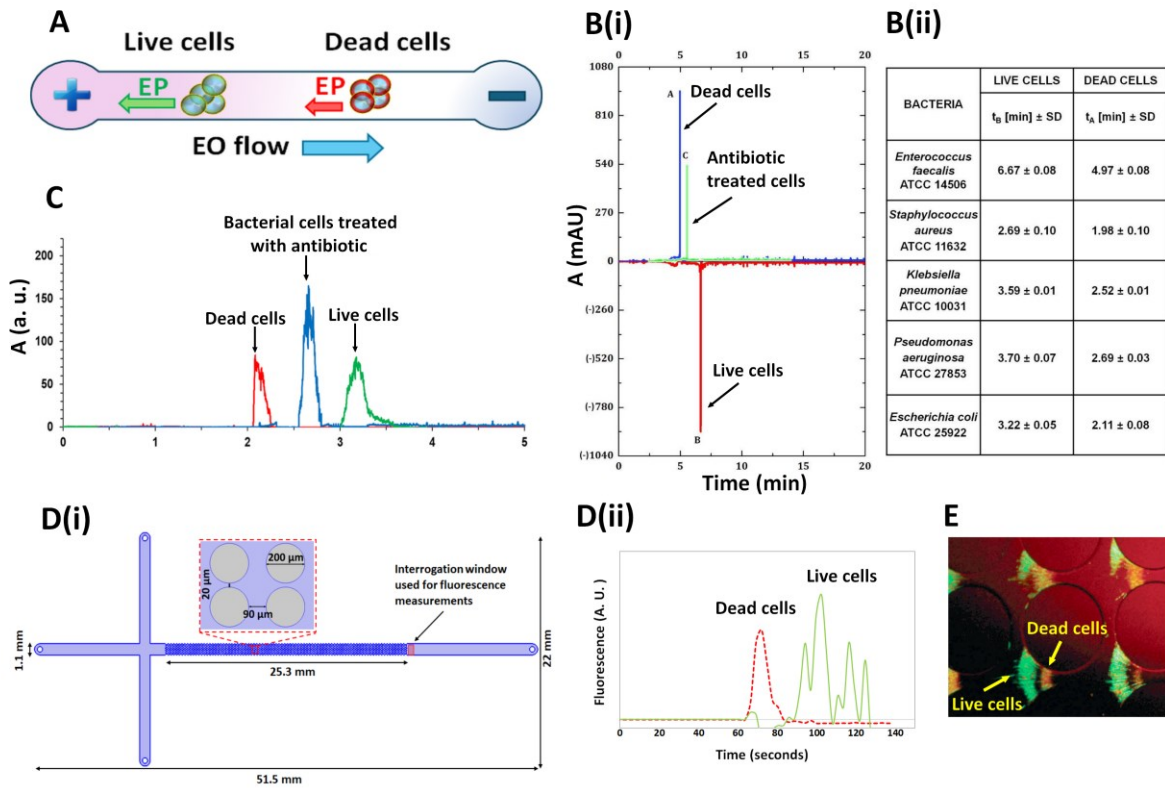 A
Live cells
Dead cells
+
EP
EP
−
EO flow
B(i)
0 5 10 15 20
1080
810
540
270
0
(-)260
(-)520
(-)780
(-)1040
A (mAU)
A
Dead cells
C
Antibiotic
treated cells
Live cells
B
0 5 10 15 20
Time (min)
B(ii)
BACTERIA
LIVE CELLS
DEAD CELLS
tB [min] ± SD
tA [min] ± SD
Enterococcus
faecalis
ATCC 14506
6.67 ± 0.08
4.97 ± 0.08
Staphylococcus
aureus
ATCC 11632
2.69 ± 0.10
1.98 ± 0.10
Klebsiella
pneumoniae
ATCC 10031
3.59 ± 0.01
2.52 ± 0.01
Pseudomonas
aeruginosa
ATCC 27853
3.70 ± 0.07
2.69 ± 0.03
Escherichia coli
ATCC 25922
3.22 ± 0.05
2.11 ± 0.08
C
A (a. u.)
200
150
100
50
0
Bacterial cells treated
with antibiotic
Dead cells
Live cells
0 1 2 3 4 5
D(i)
200 µm
20 µm
90 µm
Interrogation window
used for fluorescence
measurements
1.1 mm
25.3 mm
22 mm
51.5 mm
D(ii)
Fluorescence (A. U.)
Dead cells
Live cells
0 20 40 60 80 100 120 140
Time (seconds)
E
Dead cells
Live cells